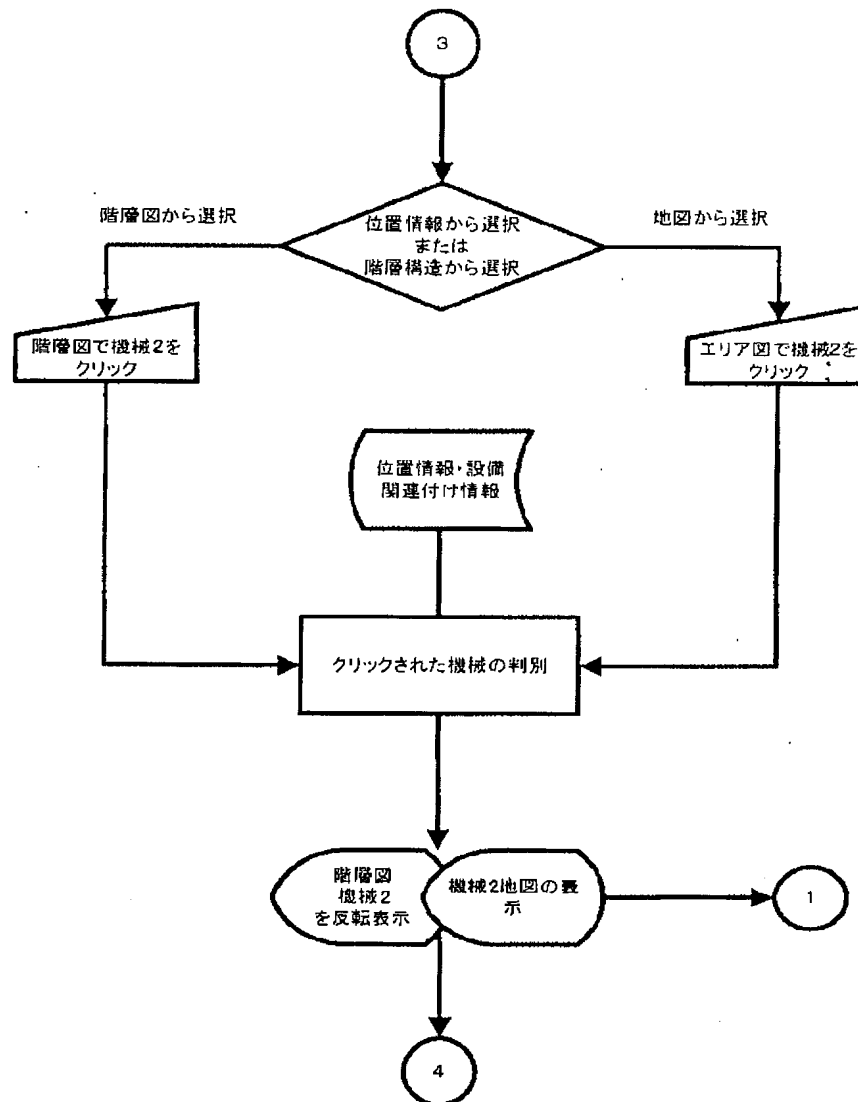 3
階層図から選択
位置情報から選択
または
階層構造から選択
地図から選択
階層図で機械2を
クリック
エリア図で機械2を
クリック
位置情報・設備
関連付け情報
クリックされた機械の判別
階層図
機械2
を反転表示
機械2地図の表
示
1
4